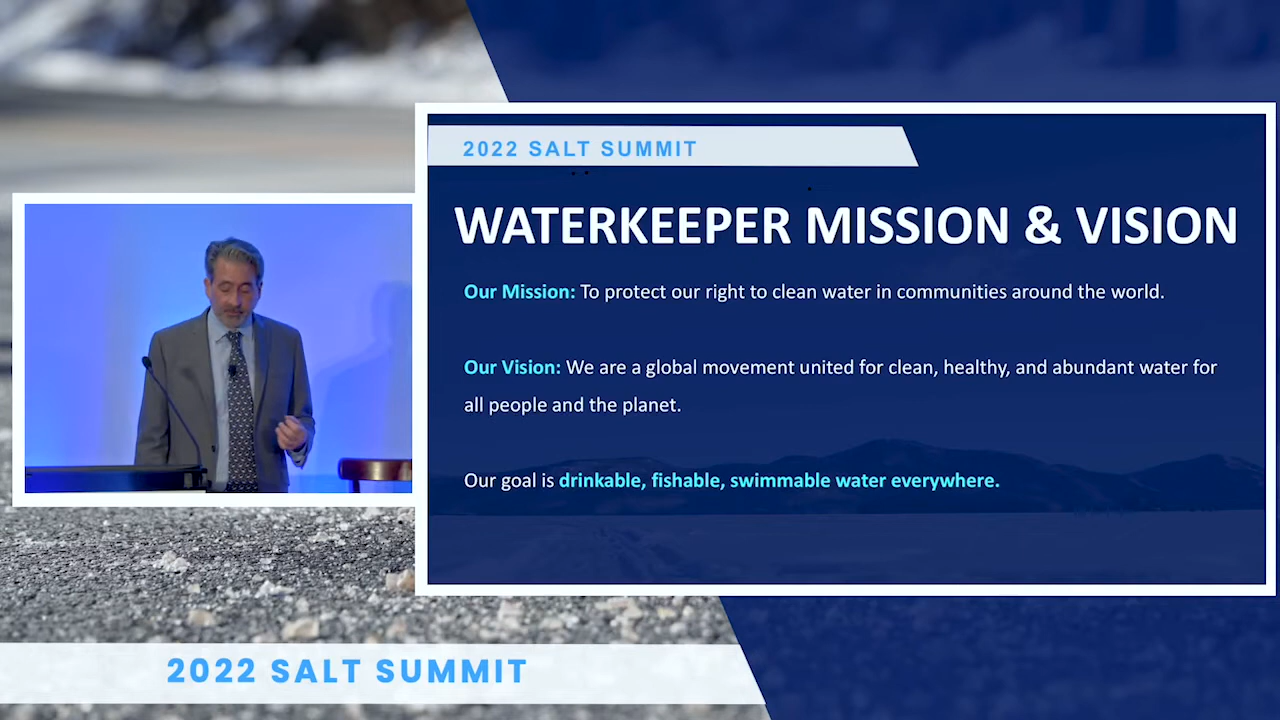 2022 SALT SUMMIT
WATERKEEPER MISSION & VISION
Our Mission: To protect our right to clean water in communities around the world.
Our Vision: We are a global movement united for clean, healthy, and abundant water for
all people and the planet.
Our goal is drinkable, fishable, swimmable water everywhere.
2022 SALT SUMMIT